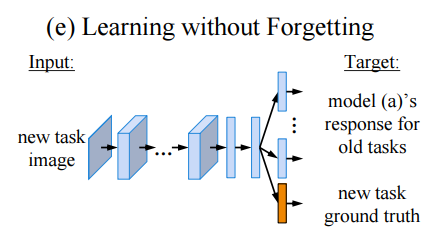 (e) Learning without Forgetting
Input:
Target:
new task
image
...
model (a)'s
response for
old tasks
new task
ground truth